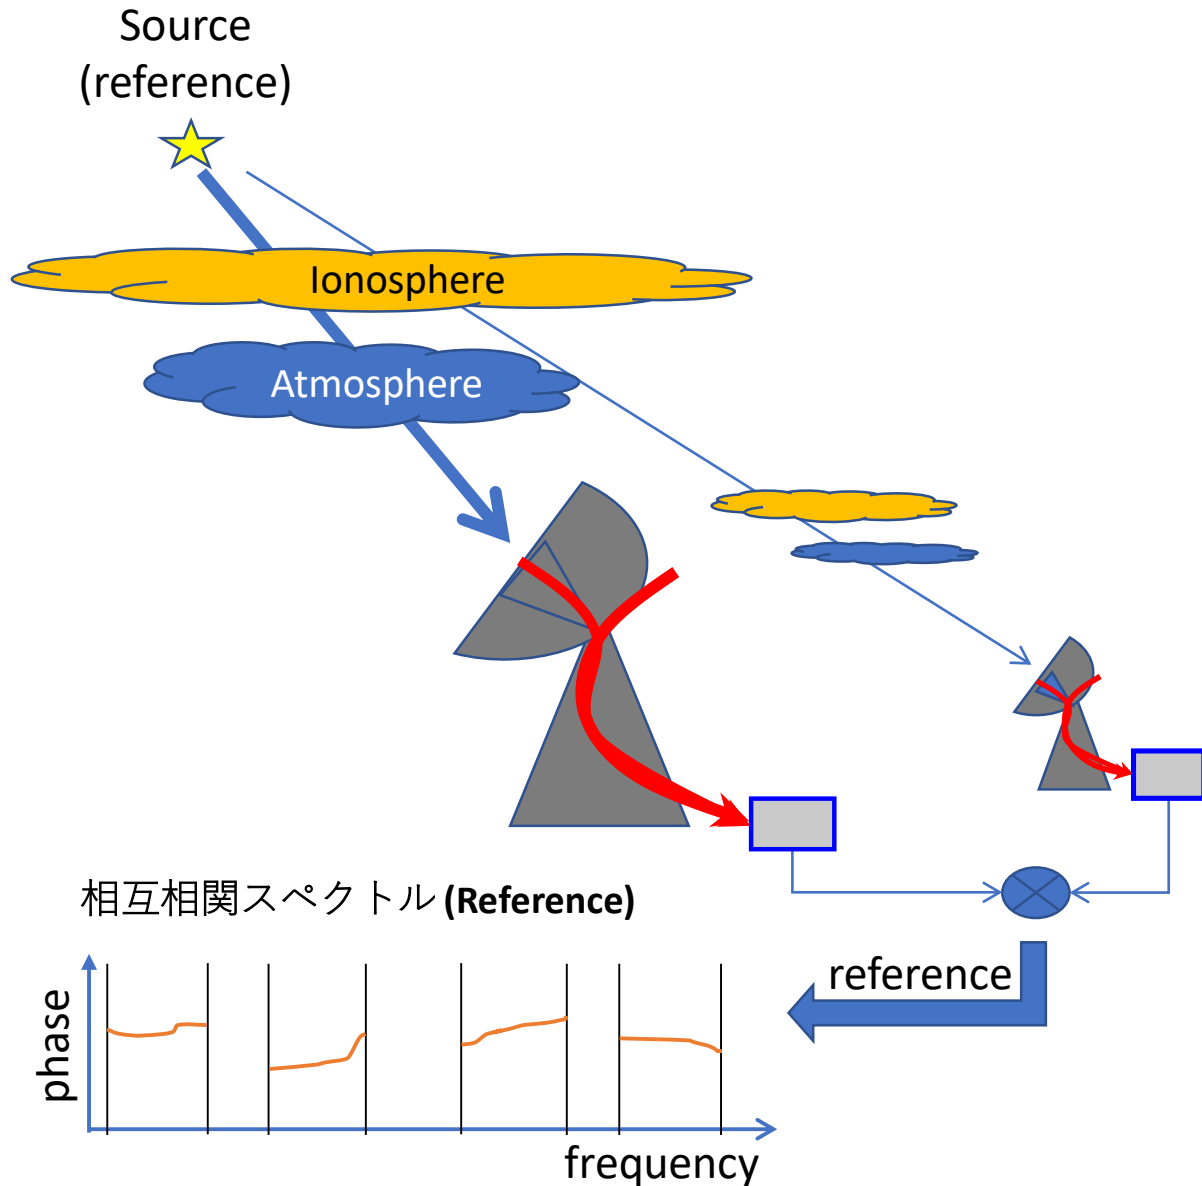 Source
(reference)
Ionosphere
Atmosphere
相互相関スペクトル (Reference)
reference
phase
frequency